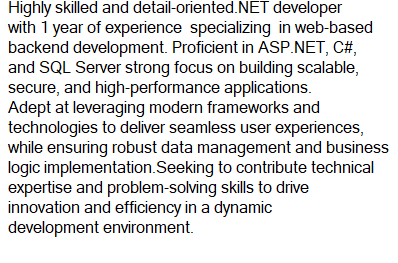 Highly skilled and detail-oriented.NET developer
with 1 year of experience  specializing  in web-based
backend development. Proficient in ASP.NET, C#,
and SQL Server strong focus on building scalable,
secure, and high-performance applications.
Adept at leveraging modern frameworks and
technologies to deliver seamless user experiences,
while ensuring robust data management and business
logic implementation.Seeking to contribute technical
expertise and problem-solving skills to drive
innovation and efficiency in a dynamic
development environment.